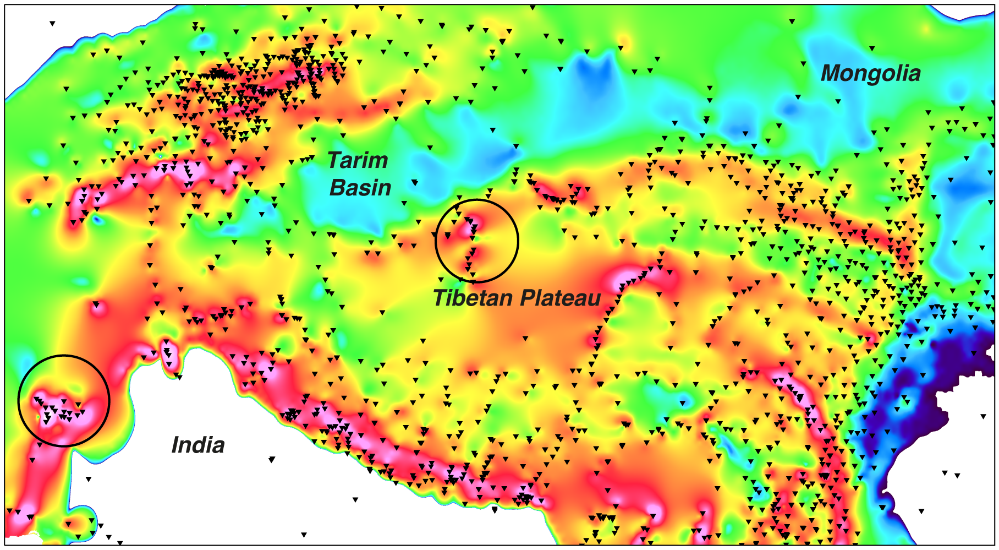 Mongolia
Tarim
Basin
Tibetan Plateau
India